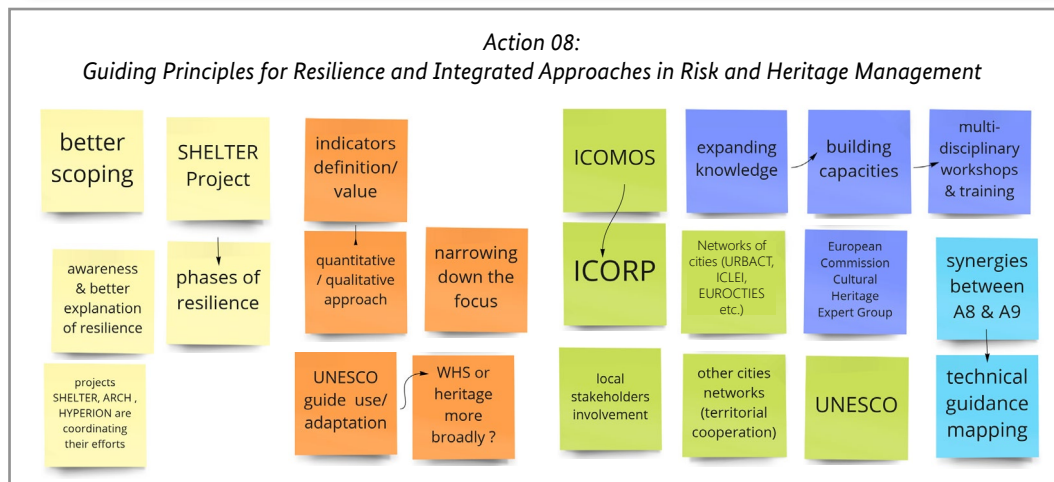 Action 08:
Guiding Principles for Resilience and Integrated Approaches in Risk and Heritage Management
better
scoping
SHELTER
Project
awareness
& better
explanation
of resilience
phases of
resilience
projects
SHELTER, ARCH ,
HYPERION are
coordinating
their efforts
indicators
definition/
value
quantitative
/ qualitative
approach
narrowing
down the
focus
UNESCO
guide use/
adaptation
WHS or
heritage
more
broadly ?
ICOMOS
expanding
knowledge
building
capacities
multi-
disciplinary
workshops
& training
ICORP
Networks of
cities (URBACT,
ICLEI,
EUROCTIES
etc.)
European
Commission
Cultural
Heritage
Expert Group
synergies
between
A8 & A9
local
stakeholders
involvement
other cities
networks
(territorial
cooperation)
UNESCO
technical
guidance
mapping